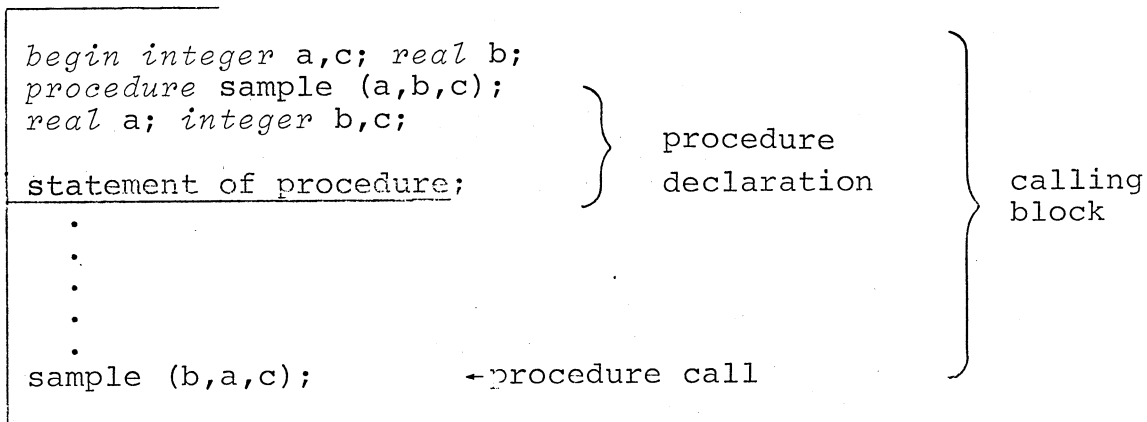 begin integer a,c; real b;
procedure sample (a,b,c);
real a; integer b,c;
procedure
statement of procedure;
declaration
calling
block
.
.
.
.
.
sample (b,a,c); ←procedure call